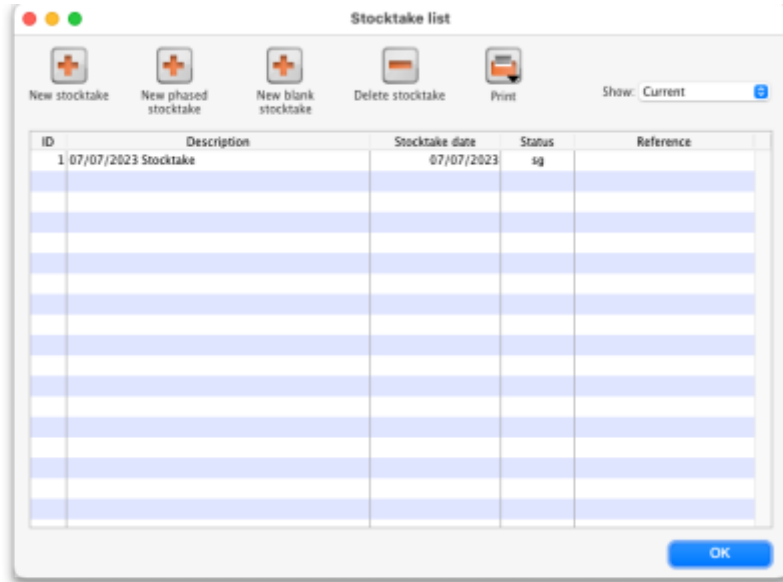 Stocktake list
New stocktake
New phased
stocktake
New blank
stocktake
Delete stocktake
Print
Show: Current
ID Description Stocktake date Status Reference
1 07/07/2023 Stocktake 07/07/2023 sg
OK